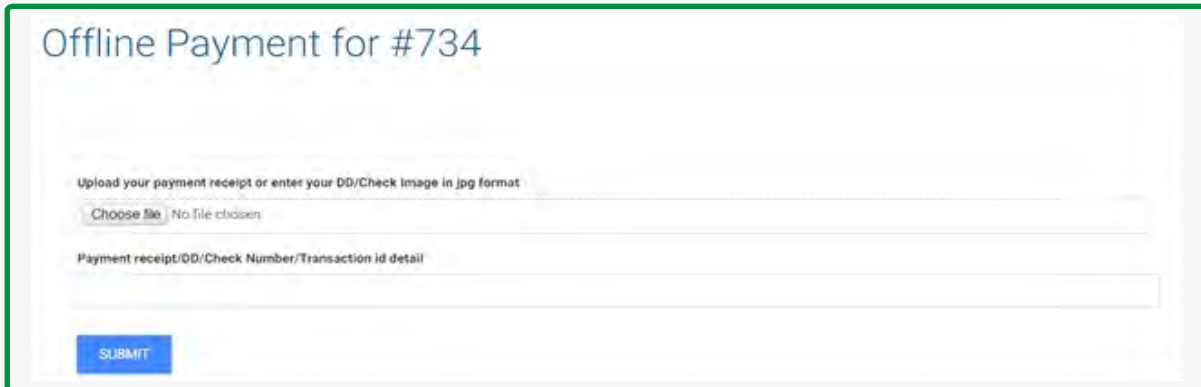 Offline Payment for #734
Upload your payment receipt or enter your DD/Check Image in jpg format
Choose file No file chosen
Payment receipt/DD/Check Number/Transaction id detail
SUBMIT